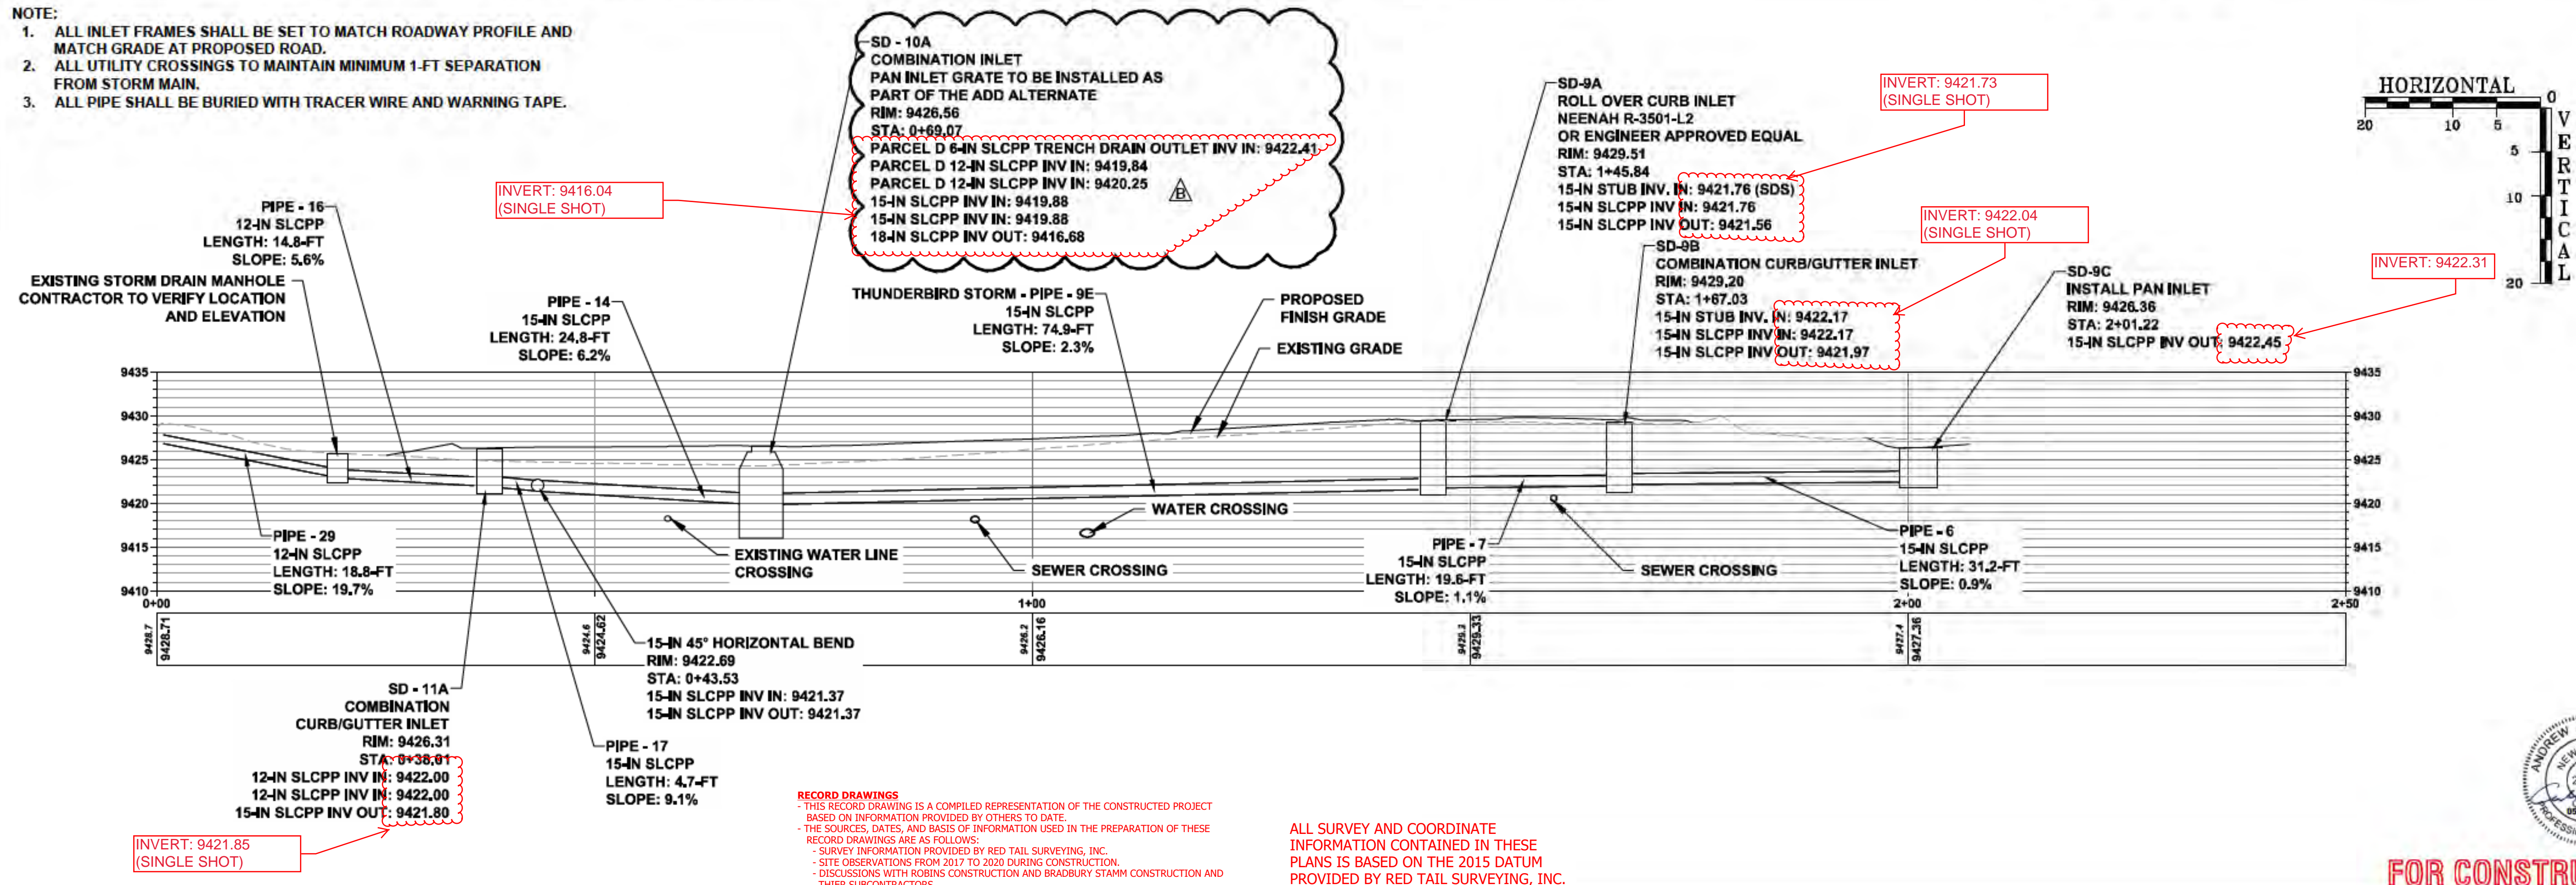 NOTE:
1. ALL INLET FRAMES SHALL BE SET TO MATCH ROADWAY PROFILE AND
MATCH GRADE AT PROPOSED ROAD.
2. ALL UTILITY CROSSINGS TO MAINTAIN MINIMUM 1-FT SEPARATION
FROM STORM MAIN.
3. ALL PIPE SHALL BE BURIED WITH TRACER WIRE AND WARNING TAPE.
SD - 10A
COMBINATION INLET
PAN INLET GRATE TO BE INSTALLED AS
PART OF THE ADD ALTERNATE
RIM: 9426.56
STA: 0+69.07
PARCEL D 6-IN SLCPP TRENCH DRAIN OUTLET INV IN: 9422.41
PARCEL D 12-IN SLCPP INV IN: 9419.84
PARCEL D 12-IN SLCPP INV IN: 9420.25
15-IN SLCPP INV IN: 9419.88
15-IN SLCPP INV IN: 9419.88
18-IN SLCPP INV OUT: 9416.68
B
INVERT: 9416.04
(SINGLE SHOT)
SD-9A
ROLL OVER CURB INLET
NEENAH R-3501-L2
OR ENGINEER APPROVED EQUAL
RIM: 9429.51
STA: 1+45.84
15-IN STUB INV. IN: 9421.76 (SDS)
15-IN SLCPP INV IN: 9421.76
15-IN SLCPP INV OUT: 9421.56
INVERT: 9421.73
(SINGLE SHOT)
SD-9B
COMBINATION CURB/GUTTER INLET
RIM: 9429.20
STA: 1+67.03
15-IN STUB INV. IN: 9422.17
15-IN SLCPP INV IN: 9422.17
15-IN SLCPP INV OUT: 9421.97
INVERT: 9422.04
(SINGLE SHOT)
SD-9C
INSTALL PAN INLET
RIM: 9426.36
STA: 2+01.22
15-IN SLCPP INV OUT: 9422.45
INVERT: 9422.31
HORIZONTAL
20 10 5 0
VERTICAL
5
10
20
PIPE - 16
12-IN SLCPP
LENGTH: 14.8-FT
SLOPE: 5.6%
EXISTING STORM DRAIN MANHOLE
CONTRACTOR TO VERIFY LOCATION
AND ELEVATION
PIPE - 14
15-IN SLCPP
LENGTH: 24.8-FT
SLOPE: 6.2%
THUNDERBIRD STORM - PIPE - 9E
15-IN SLCPP
LENGTH: 74.9-FT
SLOPE: 2.3%
PROPOSED
FINISH GRADE
EXISTING GRADE
9435
9430
9425
9420
9415
9410
9435
9430
9425
9420
9415
9410
PIPE - 29
12-IN SLCPP
LENGTH: 18.8-FT
SLOPE: 19.7%
EXISTING WATER LINE
CROSSING
SEWER CROSSING
WATER CROSSING
PIPE - 7
15-IN SLCPP
LENGTH: 19.6-FT
SLOPE: 1.1%
SEWER CROSSING
PIPE - 6
15-IN SLCPP
LENGTH: 31.2-FT
SLOPE: 0.9%
0+00 1+00 2+00 2+50
9428.7 9428.71
9424.6 9424.62
9426.2 9426.16
9429.3 9429.33
9427.4 9427.36
15-IN 45° HORIZONTAL BEND
RIM: 9422.69
STA: 0+43.53
15-IN SLCPP INV IN: 9421.37
15-IN SLCPP INV OUT: 9421.37
SD - 11A
COMBINATION
CURB/GUTTER INLET
RIM: 9426.31
STA: 0+38.01
12-IN SLCPP INV IN: 9422.00
12-IN SLCPP INV IN: 9422.00
15-IN SLCPP INV OUT: 9421.80
INVERT: 9421.85
(SINGLE SHOT)
PIPE - 17
15-IN SLCPP
LENGTH: 4.7-FT
SLOPE: 9.1%
RECORD DRAWINGS
- THIS RECORD DRAWING IS A COMPILED REPRESENTATION OF THE CONSTRUCTED PROJECT
BASED ON INFORMATION PROVIDED BY OTHERS TO DATE.
- THE SOURCES, DATES, AND BASIS OF INFORMATION USED IN THE PREPARATION OF THESE
RECORD DRAWINGS ARE AS FOLLOWS:
- SURVEY INFORMATION PROVIDED BY RED TAIL SURVEYING, INC.
- SITE OBSERVATIONS FROM 2017 TO 2020 DURING CONSTRUCTION.
- DISCUSSIONS WITH ROBINS CONSTRUCTION AND BRADBURY STAMM CONSTRUCTION AND
THIER SUBCONTRACTORS
ALL SURVEY AND COORDINATE
INFORMATION CONTAINED IN THESE
PLANS IS BASED ON THE 2015 DATUM
PROVIDED BY RED TAIL SURVEYING, INC.
ANDREW
NEW
PROFESSI
FOR CONSTRU